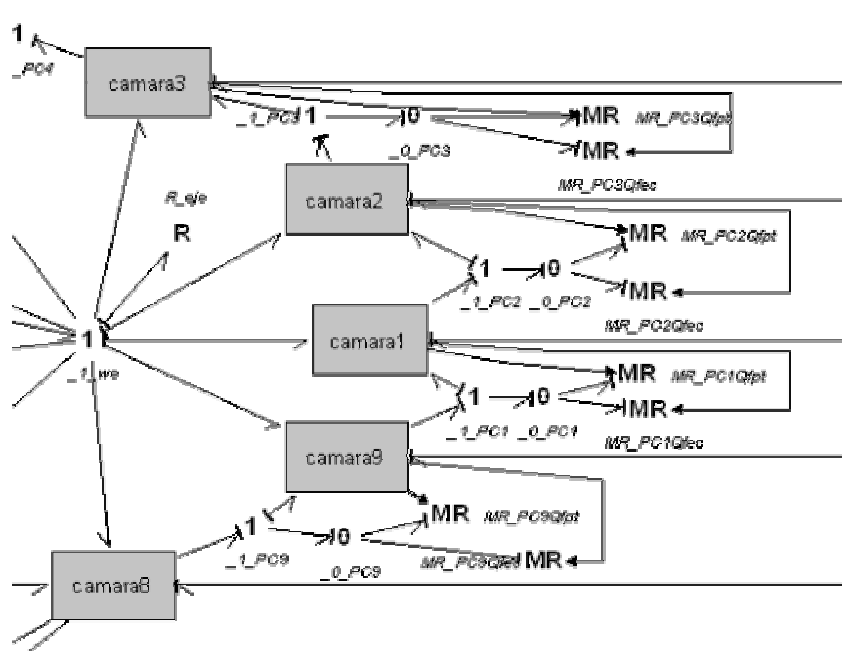 1
_PC4
camara3
_1_PC3
1
0
MR
MR_PC3Qfpt
_0_PC3
MR
MR_PC3Qfec
R_eje
R
camara2
MR
MR_PC2Qfpt
1
0
_1_PC2
_0_PC2
MR
MR_PC2Qfec
camara1
1
_1_we
MR
MR_PC1Qfpt
1
0
_1_PC1
_0_PC1
MR
MR_PC1Qfec
camara9
MR
MR_PC9Qfpt
1
0
_1_PC9
_0_PC9
MR_PC9Qfec
MR
camara8